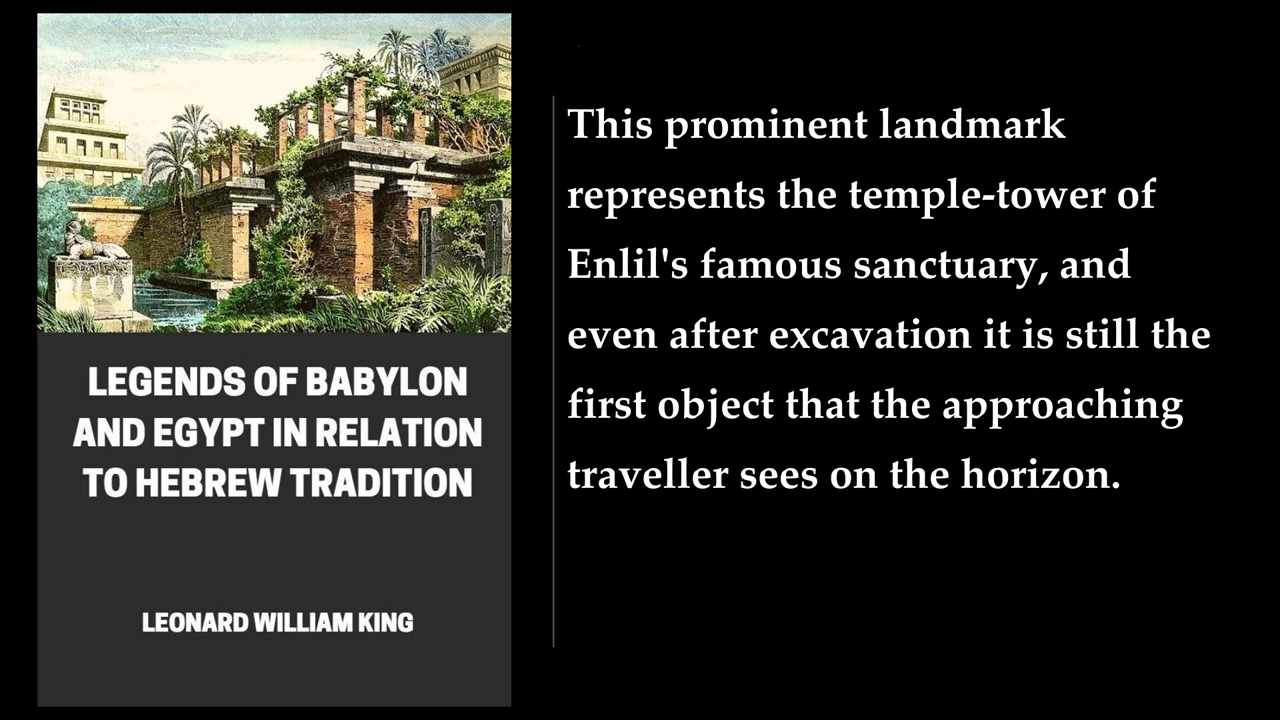 LEGENDS OF BABYLON
AND EGYPT IN RELATION
TO HEBREW TRADITION
LEONARD WILLIAM KING
This prominent landmark
represents the temple-tower of
Enlil's famous sanctuary, and
even after excavation it is still the
first object that the approaching
traveller sees on the horizon.